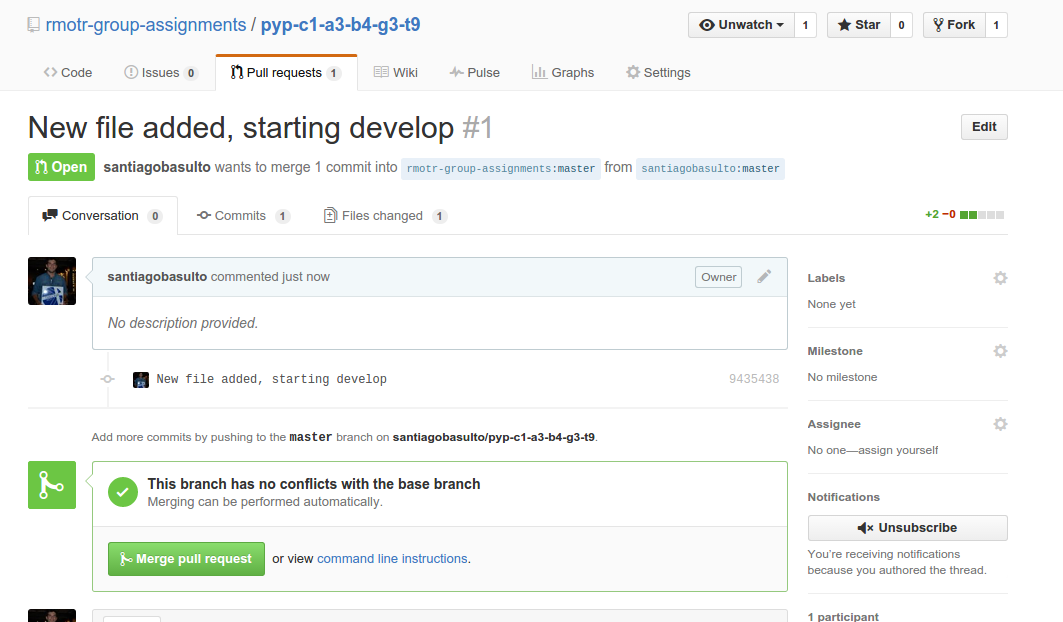 rmotr-group-assignments / pyp-c1-a3-b4-g3-t9
Unwatch 1 Star 0 Fork 1
Code Issues 0 Pull requests 1 Wiki Pulse Graphs Settings
New file added, starting develop #1
Edit
Open santiagobasulto wants to merge 1 commit into rmotr-group-assignments:master from santiagobasulto:master
Conversation 0 Commits 1 Files changed 1 +2 −0
santiagobasulto commented just now Owner
No description provided.
New file added, starting develop 9435438
Add more commits by pushing to the master branch on santiagobasulto/pyp-c1-a3-b4-g3-t9.
This branch has no conflicts with the base branch
Merging can be performed automatically.
Merge pull request or view command line instructions.
Labels
None yet
Milestone
No milestone
Assignee
No one—assign yourself
Notifications
Unsubscribe
You’re receiving notifications
because you authored the thread.
1 participant